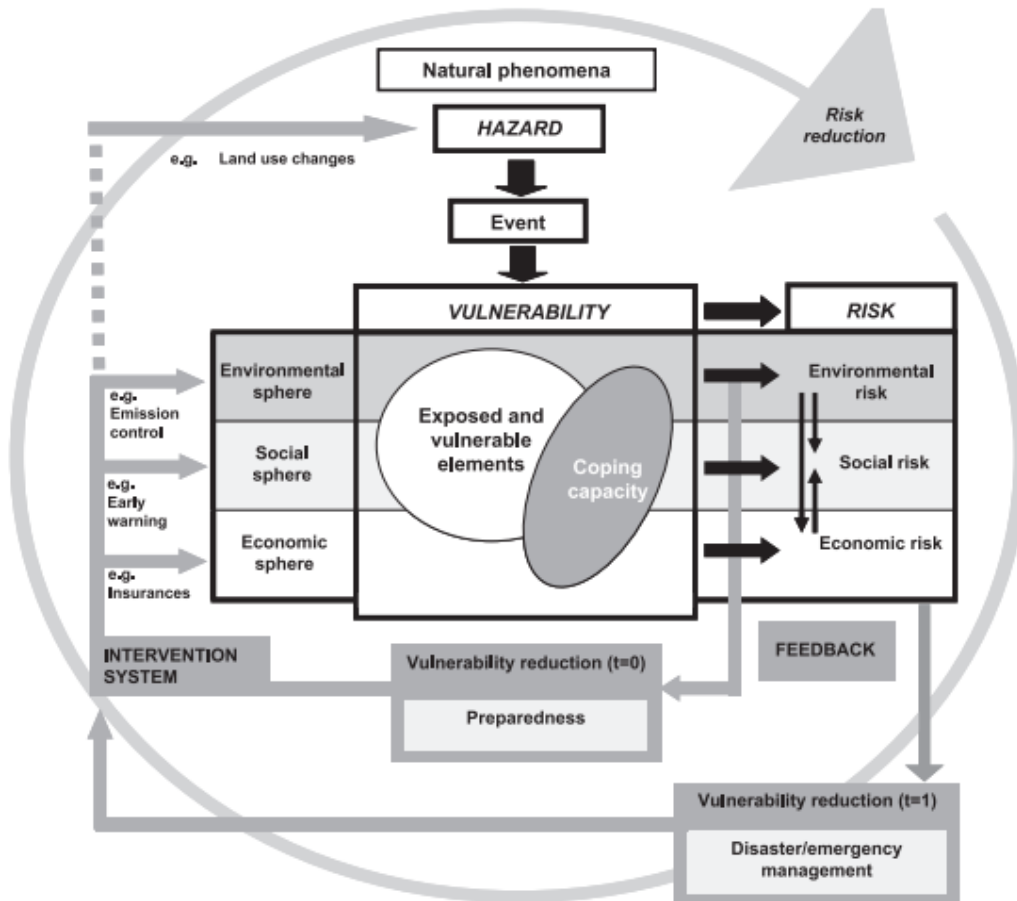 Natural phenomena
HAZARD
Risk
reduction
e.g. Land use changes
Event
VULNERABILITY
RISK
Environmental
sphere
Environmental
risk
e.g.
Emission
control
Exposed and
vulnerable
elements
Social
sphere
Coping
capacity
Social risk
e.g.
Early
warning
Economic
sphere
Economic risk
e.g.
Insurances
INTERVENTION
SYSTEM
Vulnerability reduction (t=0)
Preparedness
FEEDBACK
Vulnerability reduction (t=1)
Disaster/emergency
management